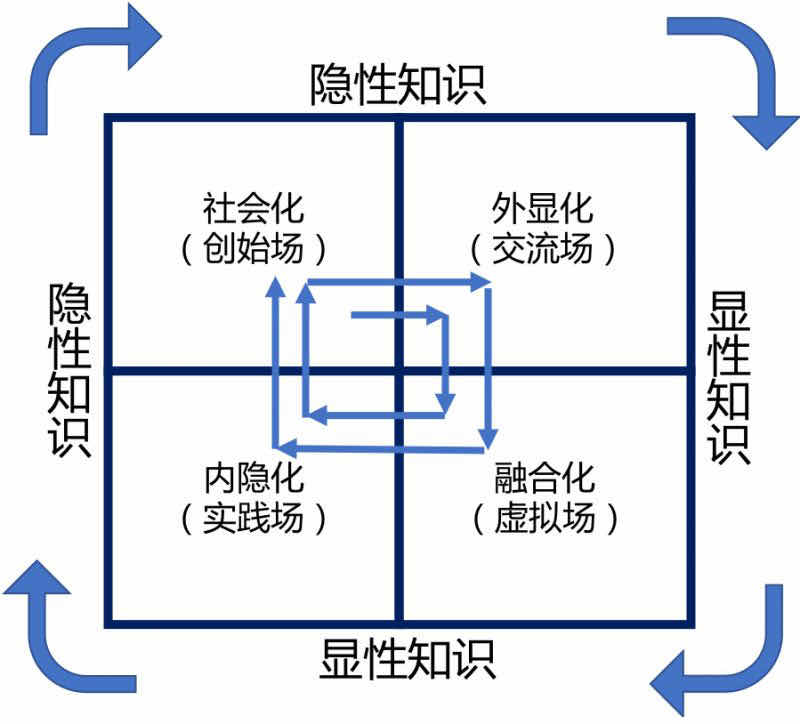 隐性知识
社会化
（创始场）
外显化
（交流场）
隐性知识
显性知识
内隐化
（实践场）
融合化
（虚拟场）
显性知识